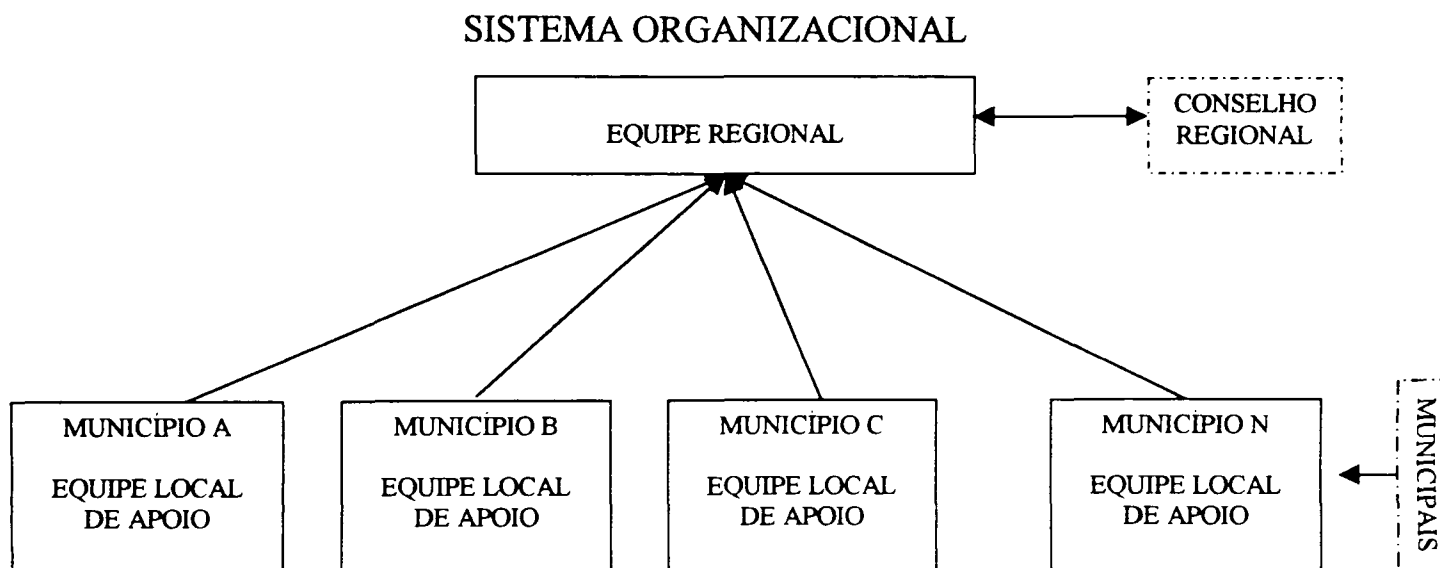 SISTEMA ORGANIZACIONAL
EQUIPE REGIONAL
CONSELHO
REGIONAL
MUNICÍPIO A
EQUIPE LOCAL
DE APOIO
MUNICÍPIO B
EQUIPE LOCAL
DE APOIO
MUNICÍPIO C
EQUIPE LOCAL
DE APOIO
MUNICÍPIO N
EQUIPE LOCAL
DE APOIO
MUNICIPAIS